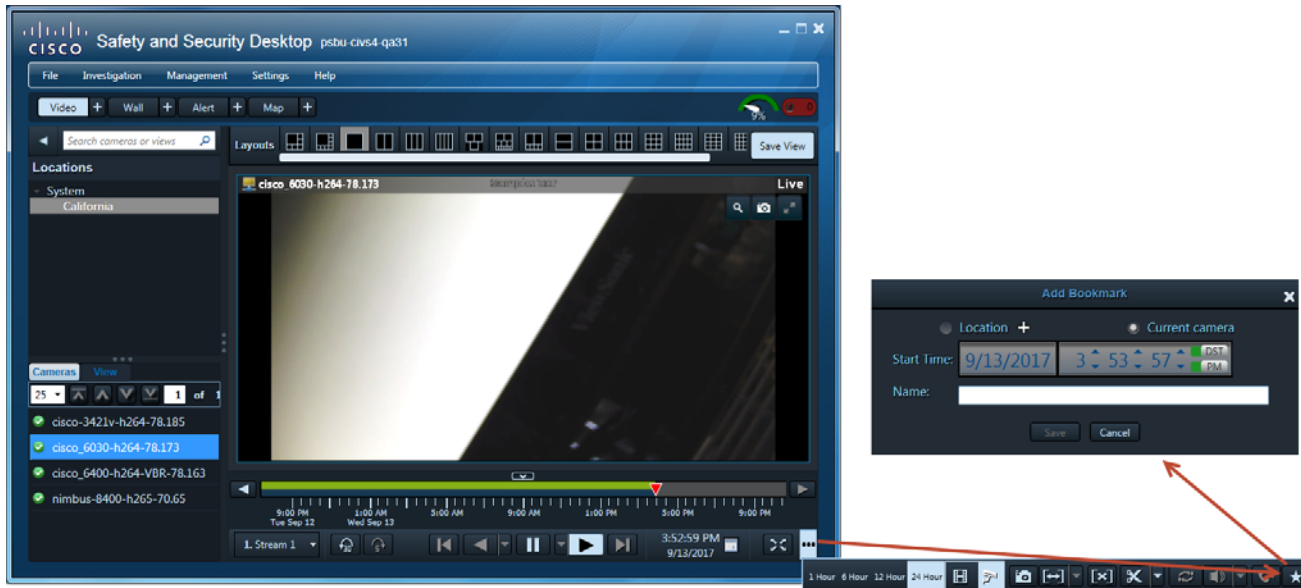 CISCO Safety and Security Desktop psbu-civs4-qa31
File Investigation Management Settings Help
Video + Wall + Alert + Map +
9% 0
Search cameras or views
Layouts
Save View
Locations
System
California
cisco_6030-h264-78.173
Live
Cameras View
25 1 of 1
cisco-3421v-h264-78.185
cisco_6030-h264-78.173
cisco_6400-h264-VBR-78.163
nimbus-8400-h265-70.65
9:00 PM 1:00 AM 5:00 AM 9:00 AM 1:00 PM 5:00 PM 9:00 PM
Tue Sep 12 Wed Sep 13
1. Stream 1
3:52:59 PM
9/13/2017
1 Hour 6 Hour 12 Hour 24 Hour
Add Bookmark
Location + Current camera
Start Time: 9/13/2017 3 53 57 DST
PM
Name:
Save Cancel